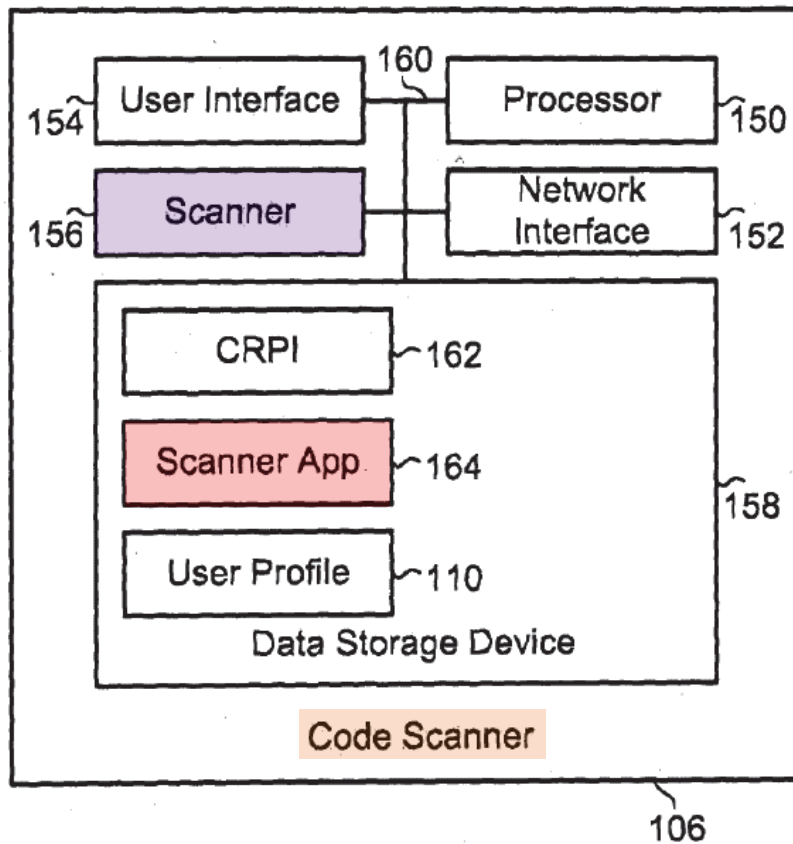 160
User Interface
Processor
154
150
Scanner
Network
Interface
156
152
CRPI
162
Scanner App
164
158
User Profile
110
Data Storage Device
Code Scanner
106